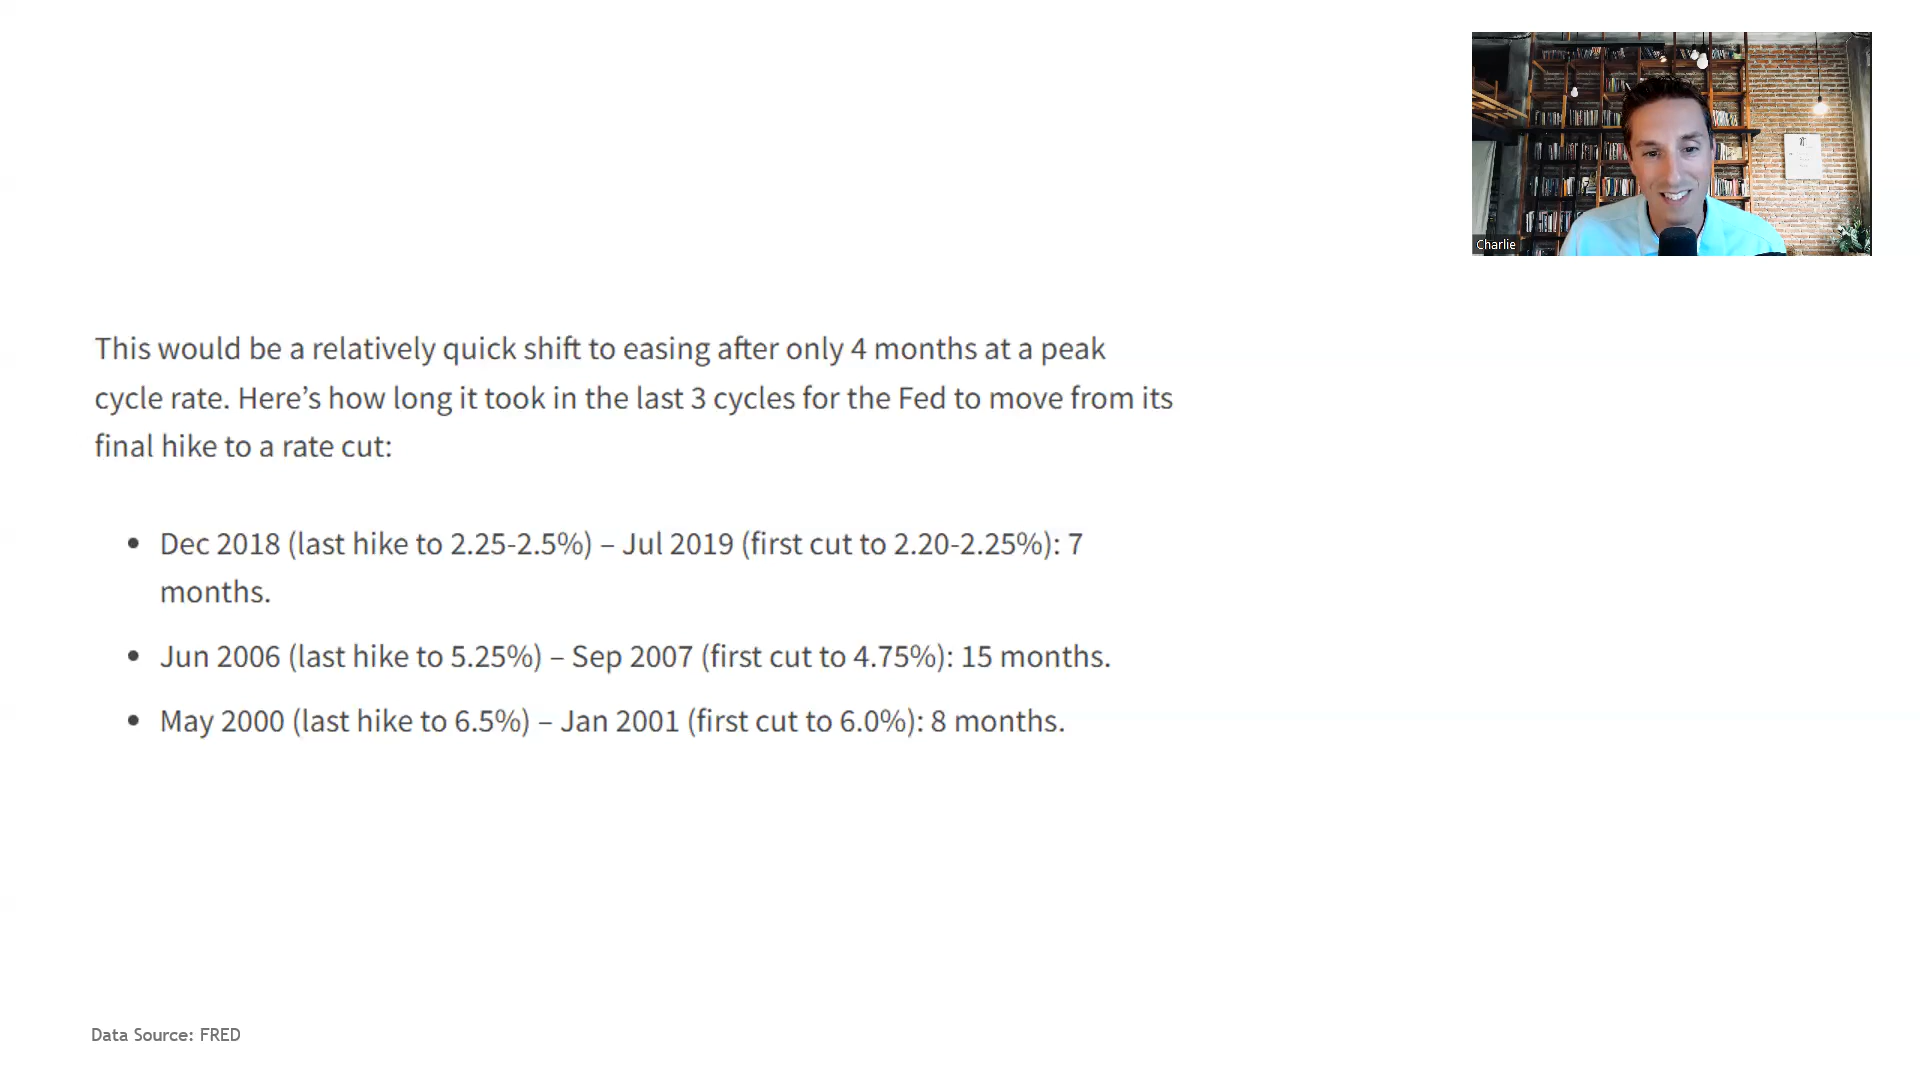 Charlie
This would be a relatively quick shift to easing after only 4 months at a peak
cycle rate. Here’s how long it took in the last 3 cycles for the Fed to move from its
final hike to a rate cut:
• Dec 2018 (last hike to 2.25-2.5%) – Jul 2019 (first cut to 2.20-2.25%): 7
months.
• Jun 2006 (last hike to 5.25%) – Sep 2007 (first cut to 4.75%): 15 months.
• May 2000 (last hike to 6.5%) – Jan 2001 (first cut to 6.0%): 8 months.
Data Source: FRED